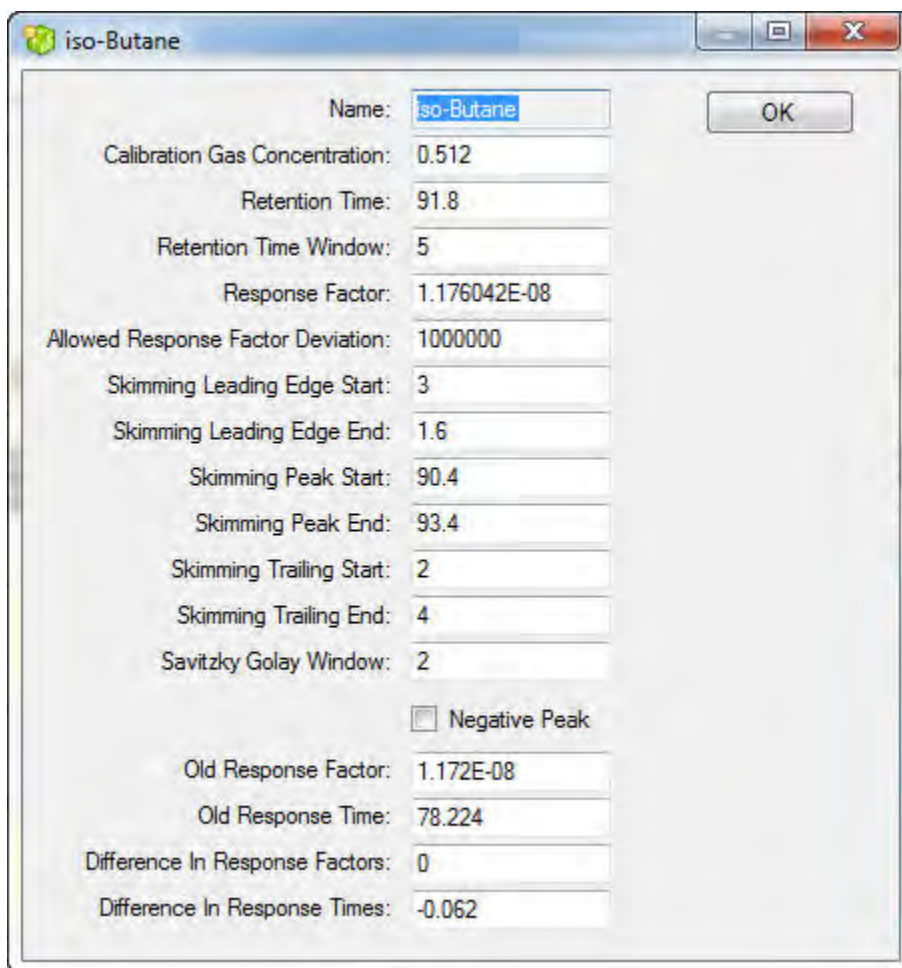 iso-Butane
Name: iso-Butane OK
Calibration Gas Concentration: 0.512
Retention Time: 91.8
Retention Time Window: 5
Response Factor: 1.176042E-08
Allowed Response Factor Deviation: 1000000
Skimming Leading Edge Start: 3
Skimming Leading Edge End: 1.6
Skimming Peak Start: 90.4
Skimming Peak End: 93.4
Skimming Trailing Start: 2
Skimming Trailing End: 4
Savitzky Golay Window: 2
Negative Peak
Old Response Factor: 1.172E-08
Old Response Time: 78.224
Difference In Response Factors: 0
Difference In Response Times: -0.062